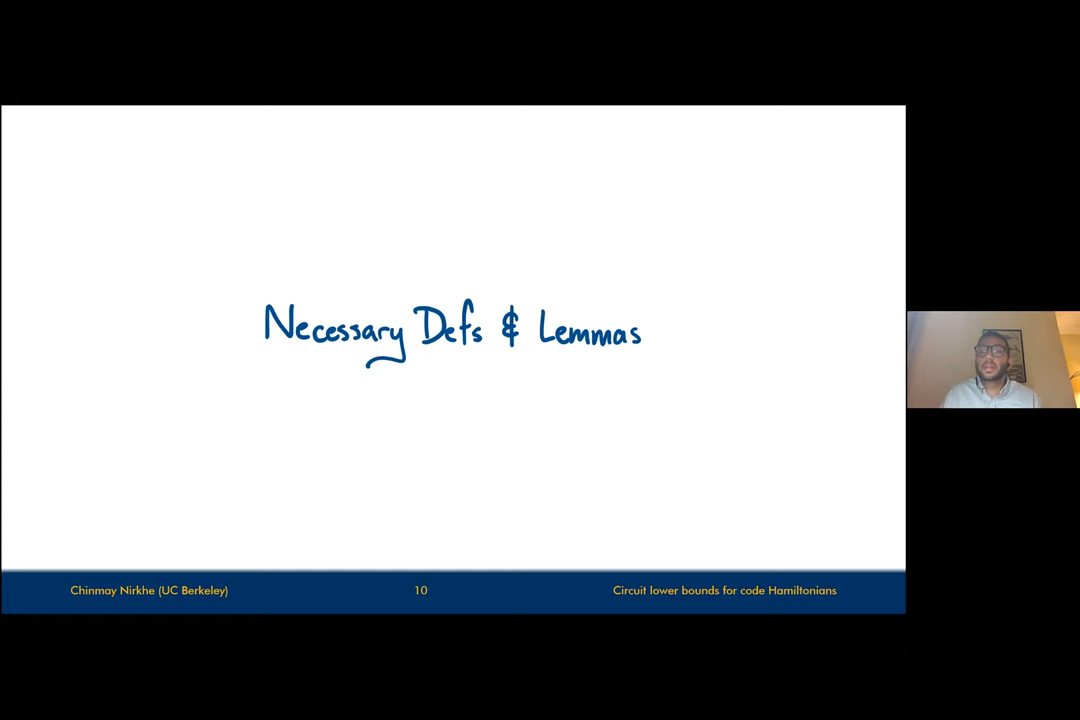 Necessary Defs & Lemmas
Chinmay Nirkhe (UC Berkeley) 10 Circuit lower bounds for code Hamiltonians